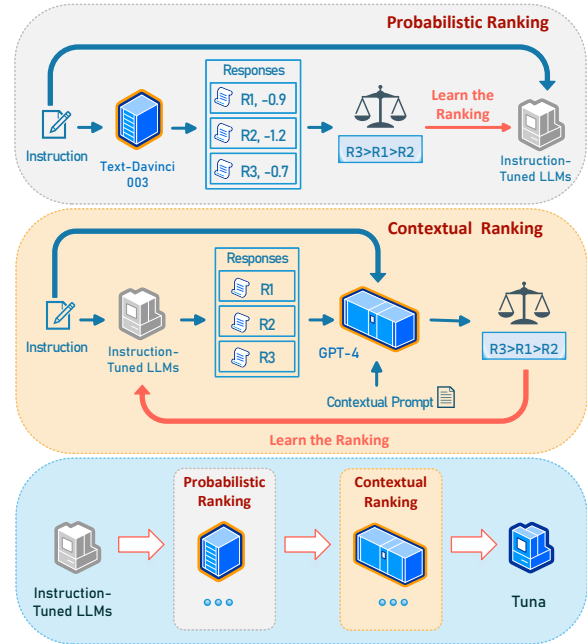 Probabilistic Ranking
Responses
R1, -0.9
R2, -1.2
R3, -0.7
Instruction
Text-Davinci
003
R3>R1>R2
Learn the
Ranking
Instruction-
Tuned LLMs
Contextual Ranking
Responses
R1
R2
R3
Instruction
Instruction-
Tuned LLMs
GPT-4
Contextual Prompt
R3>R1>R2
Learn the Ranking
Instruction-
Tuned LLMs
Probabilistic
Ranking
Contextual
Ranking
Tuna